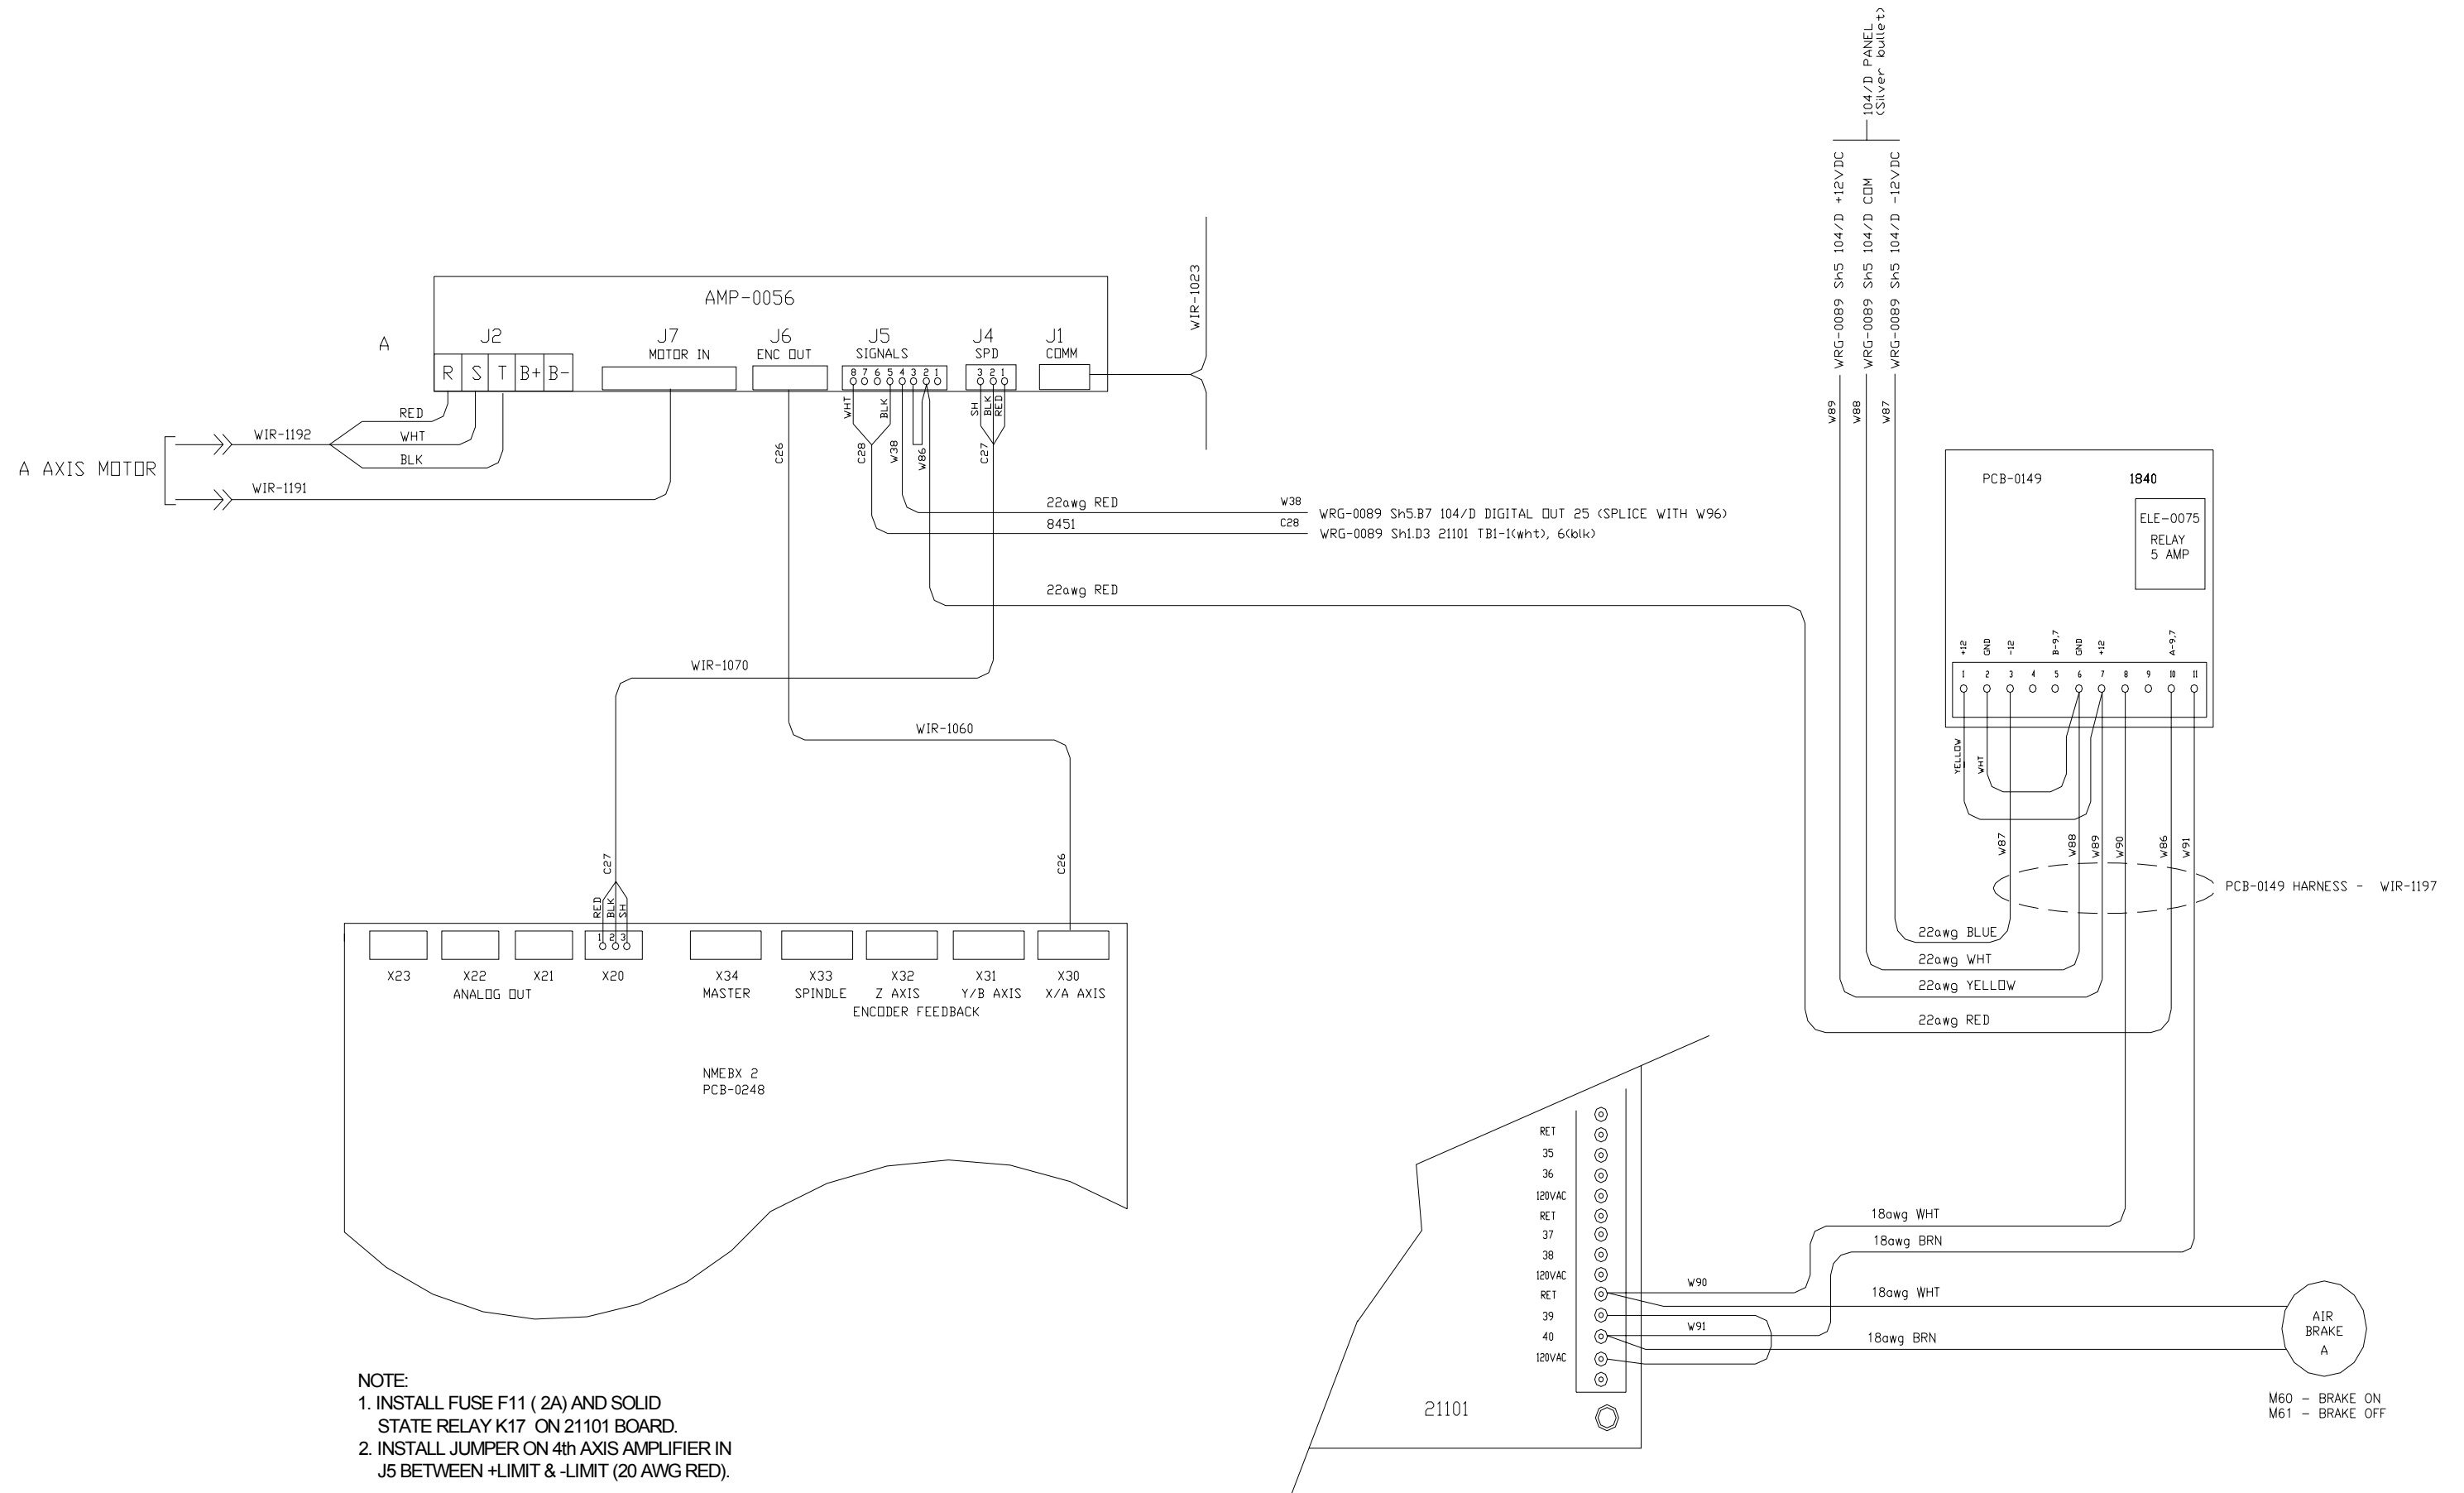 104/D PANEL
(Silver bullet)
WRG-0089 Sh5 104/D +12VDC
WRG-0089 Sh5 104/D COM
WRG-0089 Sh5 104/D -12VDC
W89
W88
W87
WIR-1023
AMP-0056
A
J2
J7
J6
J5
J4
J1
MOTOR IN
ENC OUT
SIGNALS
SPD
COMM
R S T B+ B-
8 7 6 5 4 3 2 1
3 2 1
WHT
BLK
SH
BLK
RED
C26
C28
W38
W86
C27
RED
WIR-1192
WHT
BLK
A AXIS MOTOR
WIR-1191
22awg RED
W38
WRG-0089 Sh5.B7 104/D DIGITAL OUT 25 (SPLICE WITH W96)
8451
C28
WRG-0089 Sh1.D3 21101 TB1-1(wht), 6(blk)
22awg RED
WIR-1070
WIR-1060
PCB-0149
1840
ELE-0075
RELAY
5 AMP
+12
GND
-12
B-9,7
GND
+12
A-9,7
1 2 3 4 5 6 7 8 9 10 11
YELLOW
WHT
W87
W88
W89
W90
W86
W91
PCB-0149 HARNESS - WIR-1197
22awg BLUE
22awg WHT
22awg YELLOW
22awg RED
C27
C26
RED
BLK
SH
1 2 3
X23
X22
X21
X20
X34
X33
X32
X31
X30
ANALOG OUT
MASTER
SPINDLE
Z AXIS
Y/B AXIS
X/A AXIS
ENCODER FEEDBACK
NMEBX 2
PCB-0248
RET
35
36
120VAC
RET
37
38
120VAC
RET
39
40
120VAC
21101
18awg WHT
18awg BRN
W90
18awg WHT
W91
18awg BRN
AIR
BRAKE
A
M60 - BRAKE ON
M61 - BRAKE OFF
NOTE:
1. INSTALL FUSE F11 ( 2A) AND SOLID
STATE RELAY K17 ON 21101 BOARD.
2. INSTALL JUMPER ON 4th AXIS AMPLIFIER IN
J5 BETWEEN +LIMIT & -LIMIT (20 AWG RED).